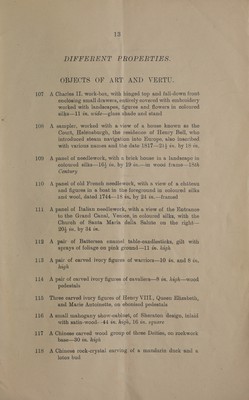 13
DIFFERENT PROPERTIES.
OBJECTS OF ART AND VERTU.
107 A Charles II. work-box, with hinged top and fall-down front
enclosing small drawers, entirely covered with embroidery
worked with landscapes, figures and flowers in coloured
silks—11 in. wide—glass shade and stand
108 A sampler, worked with a view of a house known as the
Court, Helensburgh, the residence of Henry Bell, who
introduced steam navigation into Europe, also inscribed
with various names and the date 1817—21½ in. by 18 in.
109 A panel of needlework, with a brick house in a landscape in
coloured silks—15½ in. by 19 in.—in wood frame—18th
Century
110 A panel of old French needlework, with a view of a château
and figures in a boat in the foreground in coloured silks
and wool, dated 1744—18 in. by 24 in.—framed
111 A panel of Italian needlework, with a view of the Entrance
to the Grand Canal, Venice, in coloured silks, with the
Church of Santa Maria della Salute on the right—
20½ in. by 24 in.
112 A pair of Battersea enamel table-candlesticks, gilt with
sprays of foliage on pink ground—11 in. high
113 A pair of carved ivory figures of warriors—10 in. and 8 in.
high
114 A pair of carved ivory figures of cavaliers—8 in. high—wood
pedestals
115 Three carved ivory figures of Henry VIII., Queen Elizabeth,
and Marie Antoinette, on ebonised pedestals
116 A small mahogany show-cabinet, of Sheraton design, inlaid
with satin-wood—44 in. high, 16 in. square
117 A Chinese carved wood group of three Deities, on rockwork
base—30 in. high
118 A Chinese rock-crystal carving of a mandarin duck and a
lotus bud